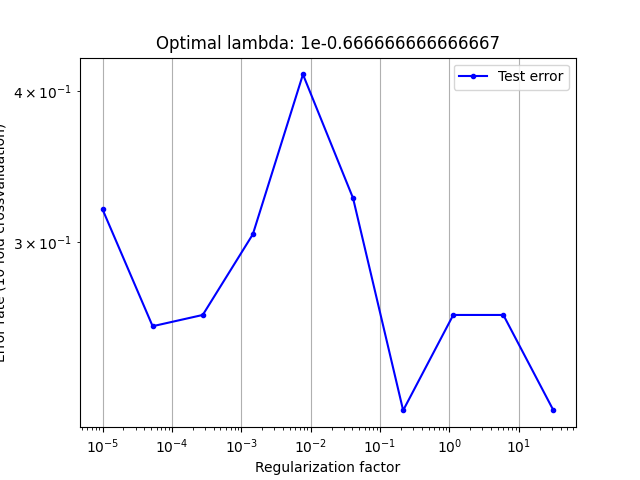 Optimal lambda: 1e-0.666666666666667
Test error
4 × 10⁻¹
3 × 10⁻¹
Error rate (10 fold crossvalidation)
10⁻⁵ 10⁻⁴ 10⁻³ 10⁻² 10⁻¹ 10⁰ 10¹
Regularization factor